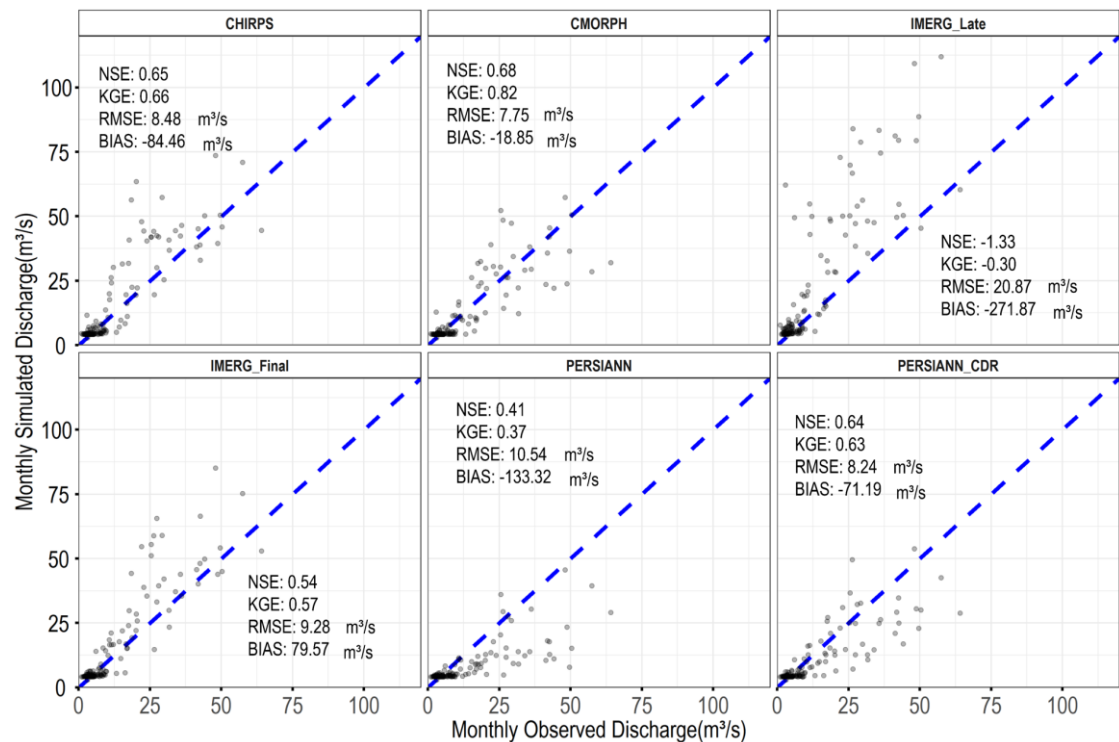 CHIRPS
CMORPH
IMERG_Late
NSE: 0.65
KGE: 0.66
RMSE: 8.48 m³/s
BIAS: -84.46 m³/s
NSE: 0.68
KGE: 0.82
RMSE: 7.75 m³/s
BIAS: -18.85 m³/s
NSE: -1.33
KGE: -0.30
RMSE: 20.87 m³/s
BIAS: -271.87 m³/s
100
75
50
25
0
Monthly Simulated Discharge(m³/s)
IMERG_Final
PERSIANN
PERSIANN_CDR
NSE: 0.54
KGE: 0.57
RMSE: 9.28 m³/s
BIAS: 79.57 m³/s
NSE: 0.41
KGE: 0.37
RMSE: 10.54 m³/s
BIAS: -133.32 m³/s
NSE: 0.64
KGE: 0.63
RMSE: 8.24 m³/s
BIAS: -71.19 m³/s
100
75
50
25
0
0 25 50 75 100
0 25 50 75 100
0 25 50 75 100
Monthly Observed Discharge(m³/s)